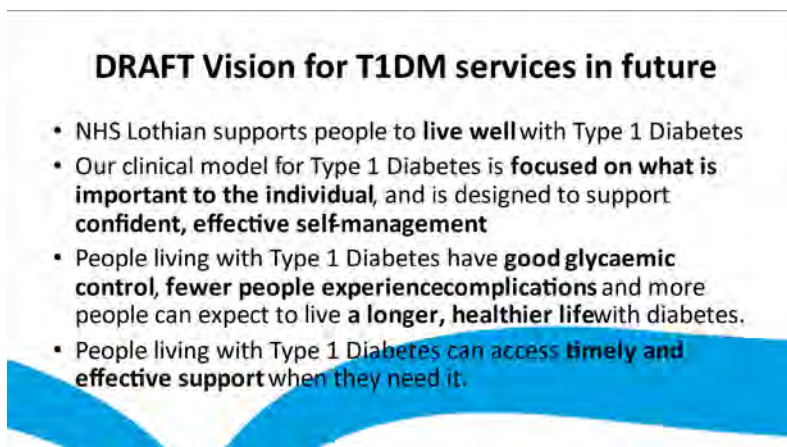 DRAFT Vision for T1DM services in future
• NHS Lothian supports people to live well with Type 1 Diabetes
• Our clinical model for Type 1 Diabetes is focused on what is
important to the individual, and is designed to support
confident, effective self-management
• People living with Type 1 Diabetes have good glycaemic
control, fewer people experiencecomplications and more
people can expect to live a longer, healthier lifewith diabetes.
• People living with Type 1 Diabetes can access timely and
effective support when they need it.